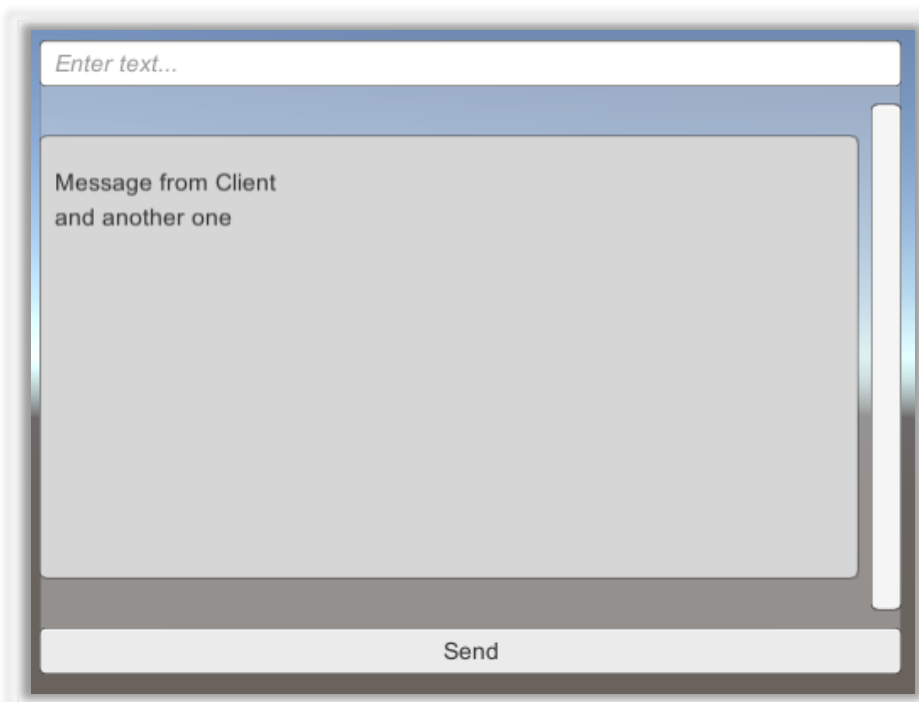 Enter text...
Message from Client
and another one
Send